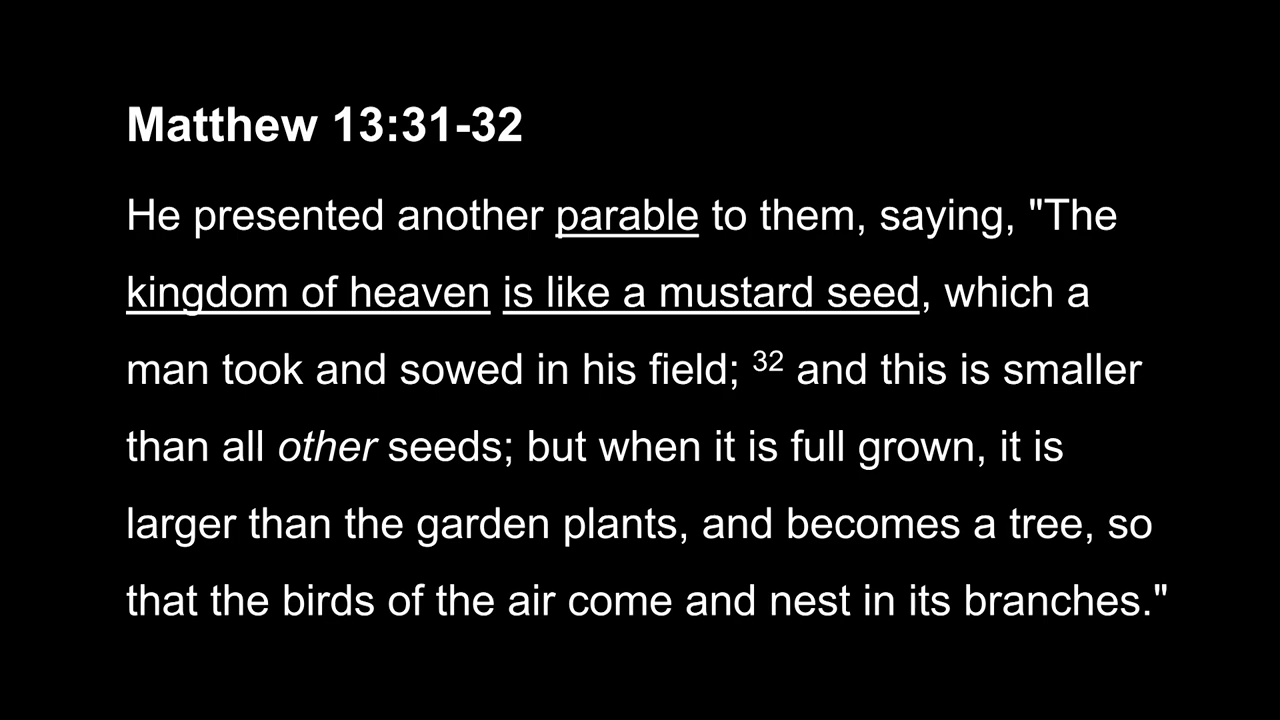 Matthew 13:31-32
He presented another parable to them, saying, "The
kingdom of heaven is like a mustard seed, which a
man took and sowed in his field; 32 and this is smaller
than all other seeds; but when it is full grown, it is
larger than the garden plants, and becomes a tree, so
that the birds of the air come and nest in its branches."